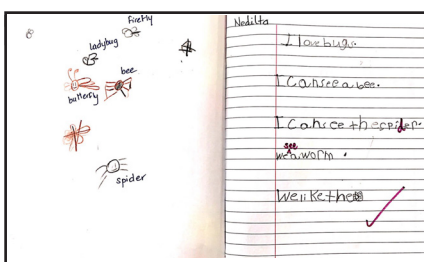 Firefly
ladybug
bee
butterfly
spider
Nedilta
I love bugs.
I can see a bee.
I can see the spider.
see
we a worm.
We like the